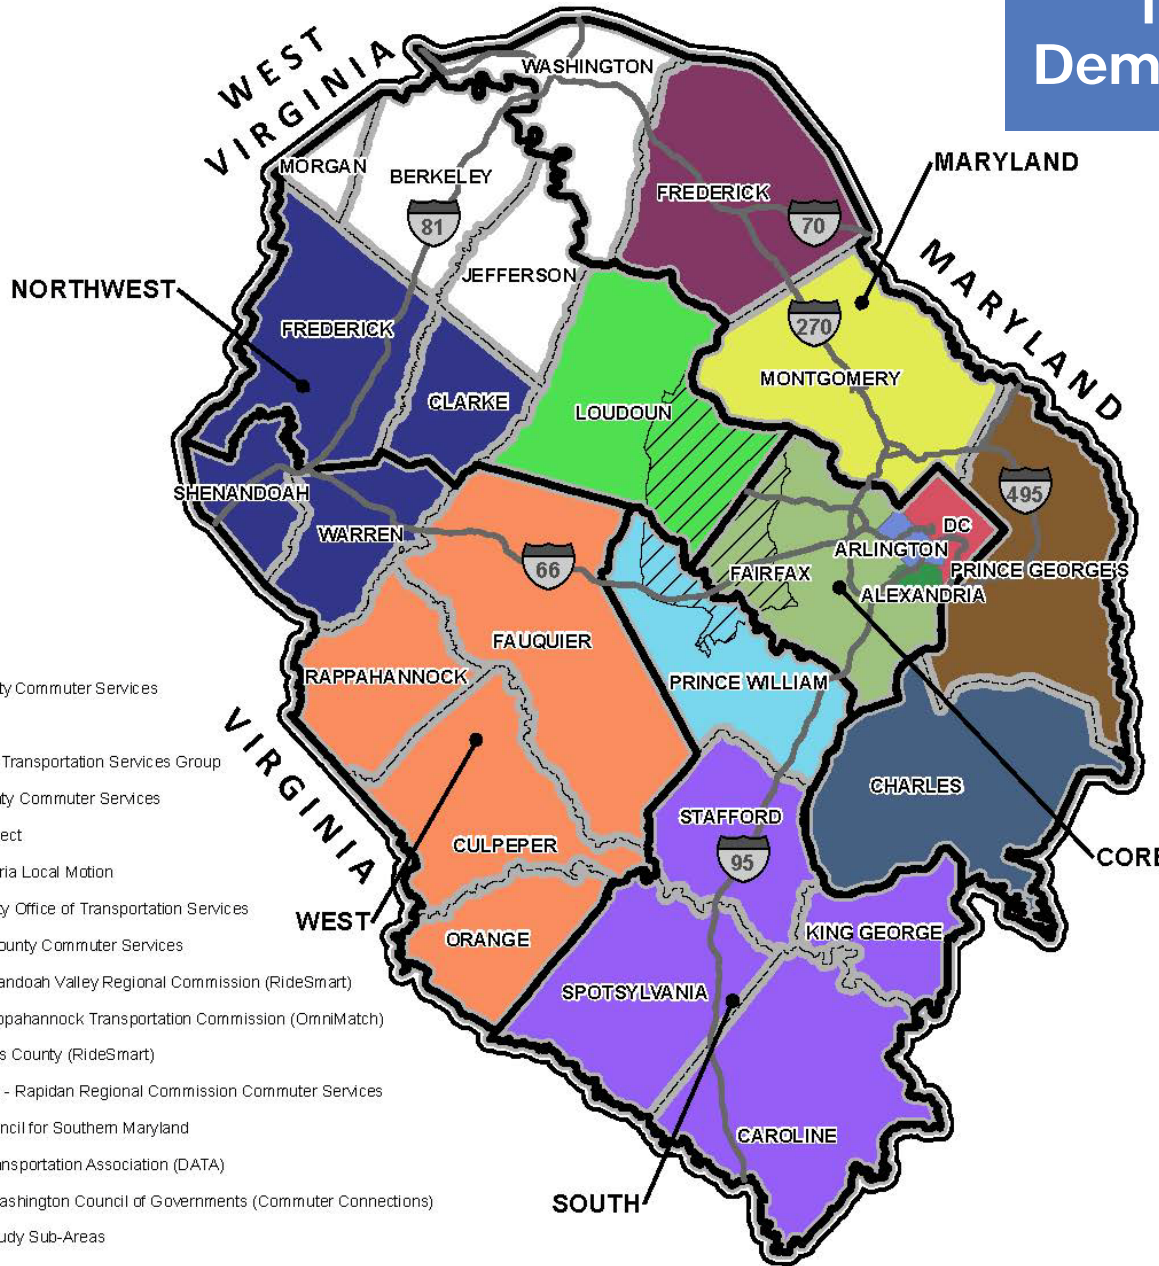 Dem
WEST
VIRGINIA
WASHINGTON
MORGAN
BERKELEY
FREDERICK
MARYLAND
81
70
JEFFERSON
MARYLAND
NORTHWEST
FREDERICK
270
MONTGOMERY
CLARKE
LOUDOUN
SHENANDOAH
495
WARREN
DC
ARLINGTON
66
FAIRFAX
PRINCE GEORGE'S
ALEXANDRIA
FAUQUIER
RAPPAHANNOCK
PRINCE WILLIAM
ty Commuter Services
VIRGINIA
Transportation Services Group
CHARLES
nty Commuter Services
STAFFORD
ect
CULPEPER
95
CORE
ria Local Motion
ty Office of Transportation Services
WEST
KING GEORGE
ORANGE
ounty Commuter Services
andoah Valley Regional Commission (RideSmart)
SPOTSYLVANIA
ppahannock Transportation Commission (OmniMatch)
s County (RideSmart)
- Rapidan Regional Commission Commuter Services
uncil for Southern Maryland
CAROLINE
ansportation Association (DATA)
ashington Council of Governments (Commuter Connections)
SOUTH
udy Sub-Areas